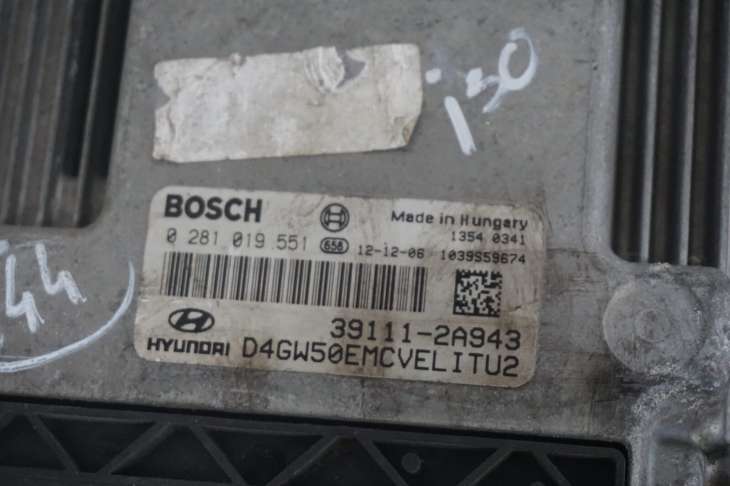 i30
BOSCH
Made in Hungary
1354 0341
0 281 019 551 656 12-12-06 1039S59674
39111-2A943
HYUNDAI D4GW50EMCVELITU2
44